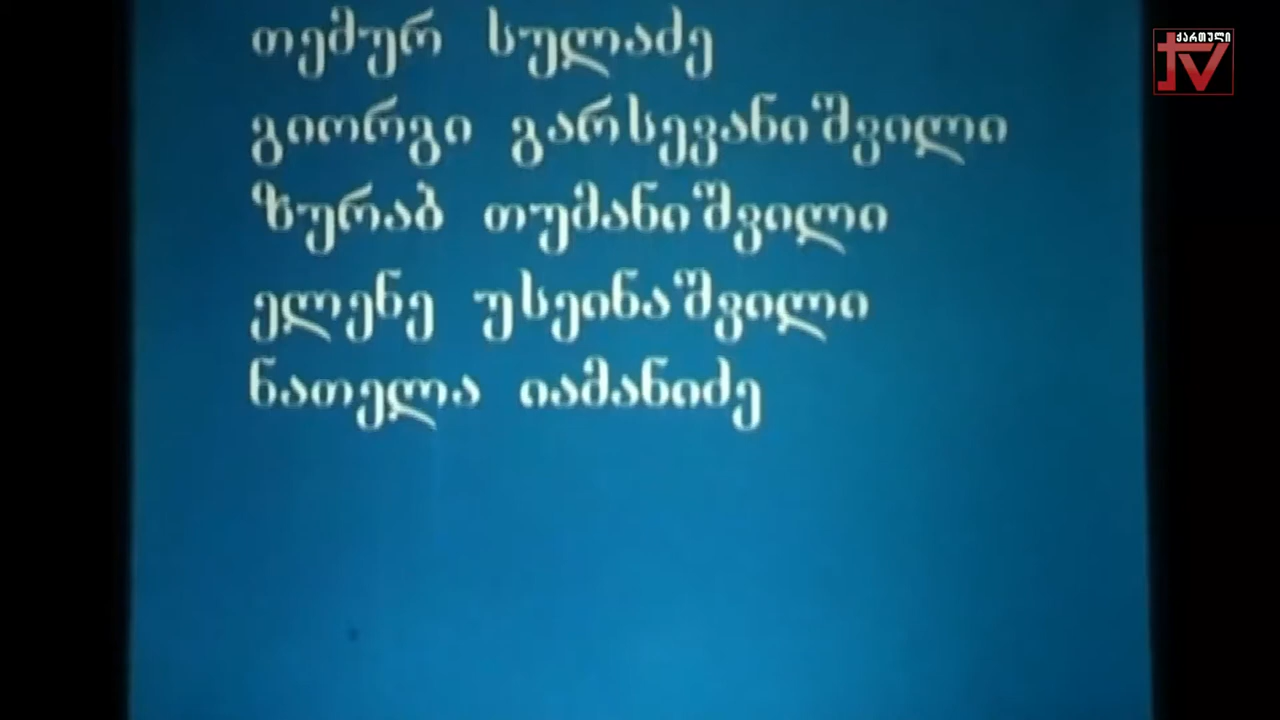 ქართული
TV
თემურ სულაძე
გიორგი გარსევანიშვილი
ზურაბ თუმანიშვილი
ელენე უსეინაშვილი
ნათელა იამანიძე